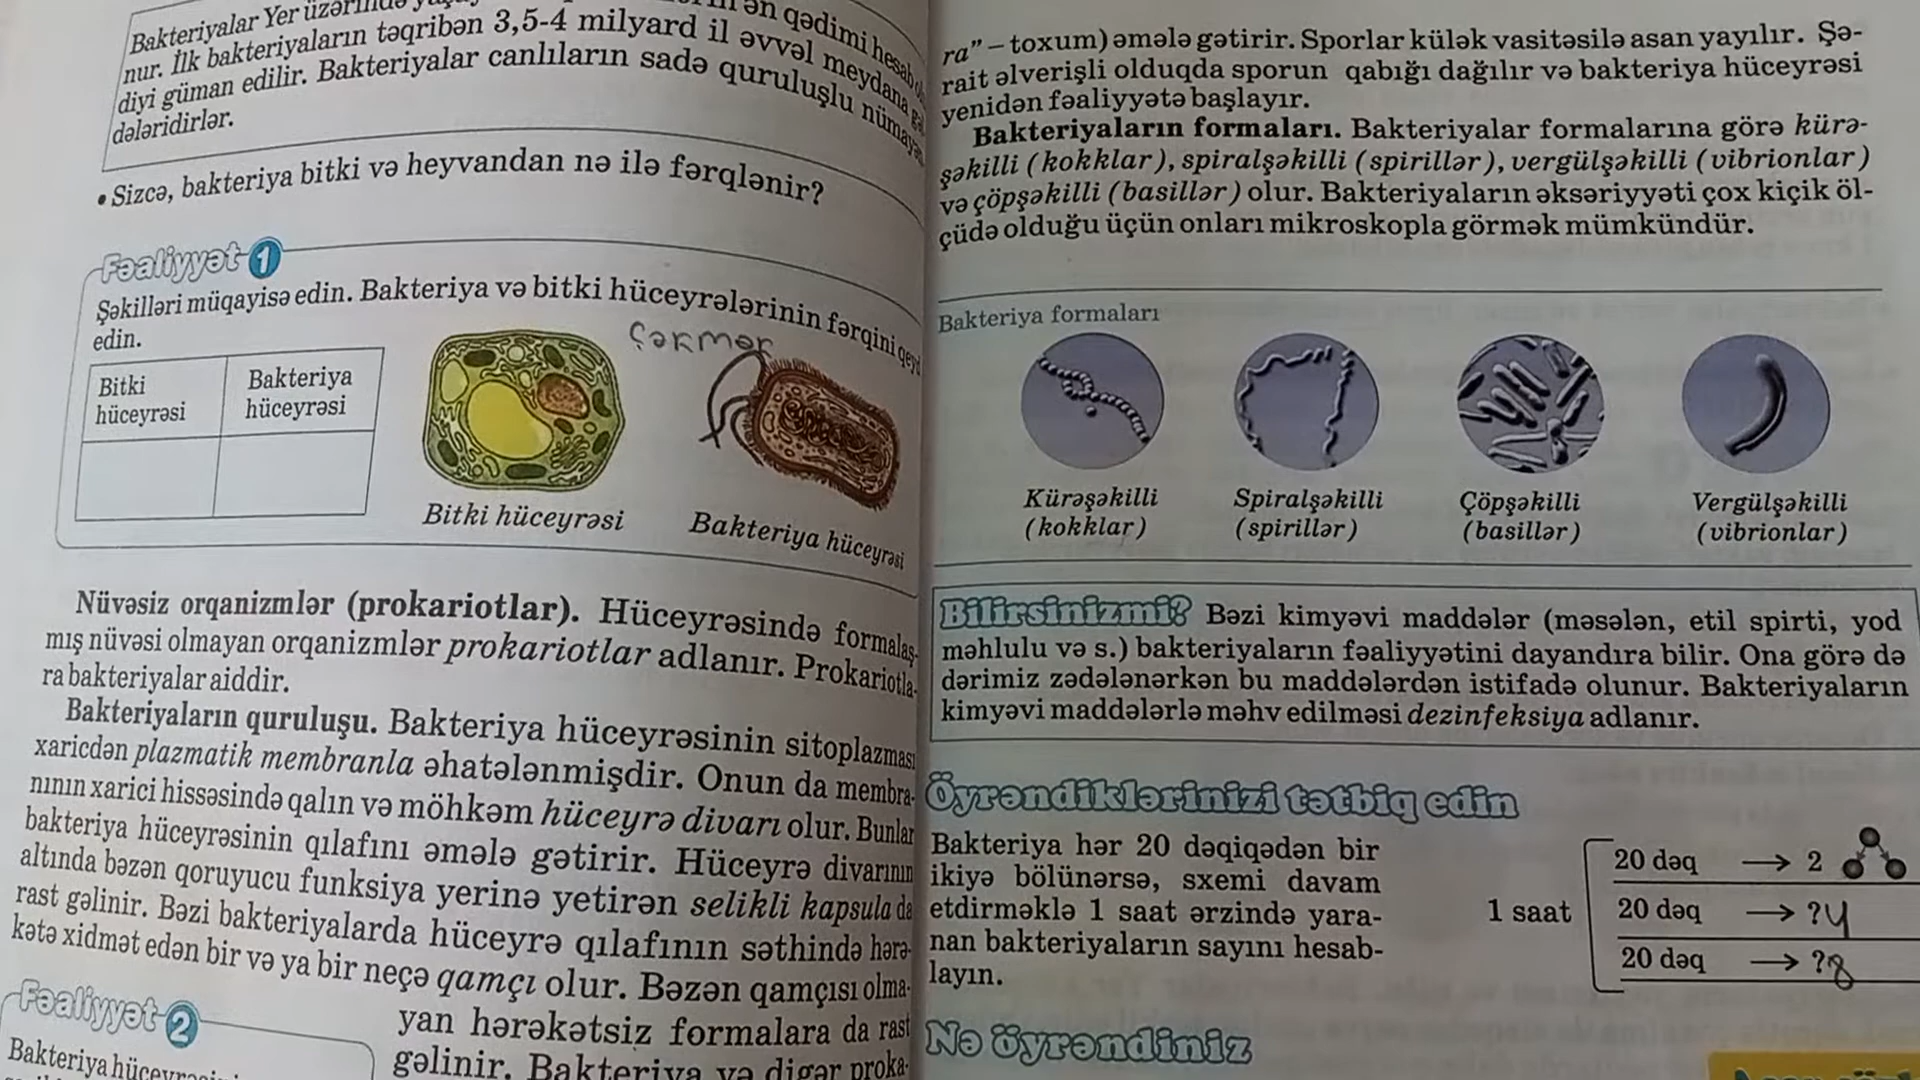 Bakteriyalar Yer üzərində
ən qədimi hesab
nur. İlk bakteriyaların təqribən 3,5-4 milyard il əvvəl meydana
diyi güman edilir. Bakteriyalar canlıların sadə quruluşlu
dələridirlər.
• Sizcə, bakteriya bitki və heyvandan nə ilə fərqlənir?
Fəaliyyət 1
Şəkilləri müqayisə edin. Bakteriya və bitki hüceyrələrinin fərqini qeyd
edin.
Bitki
hüceyrəsi
Bakteriya
hüceyrəsi
Bitki hüceyrəsi
Bakteriya hüceyrəsi
Nüvəsiz orqanizmlər (prokariotlar). Hüceyrəsində formalaş-
mış nüvəsi olmayan orqanizmlər prokariotlar adlanır. Prokariotla-
ra bakteriyalar aiddir.
Bakteriyaların quruluşu. Bakteriya hüceyrəsinin sitoplazması
xaricdən plazmatik membranla əhatələnmişdir. Onun da membra-
nının xarici hissəsində qalın və möhkəm hüceyrə divarı olur. Bunlar
bakteriya hüceyrəsinin qılafını əmələ gətirir. Hüceyrə divarının
altında bəzən qoruyucu funksiya yerinə yetirən selikli kapsula da
rast gəlinir. Bəzi bakteriyalarda hüceyrə qılafının səthində hərə-
kətə xidmət edən bir və ya bir neçə qamçı olur. Bəzən qamçısı olma-
yan hərəkətsiz formalara da rast
gəlinir. Bakteriya və digər proka-
Fəaliyyət 2
ra” – toxum) əmələ gətirir. Sporlar külək vasitəsilə asan yayılır. Şə-
rait əlverişli olduqda sporun qabığı dağılır və bakteriya hüceyrəsi
yenidən fəaliyyətə başlayır.
Bakteriyaların formaları. Bakteriyalar formalarına görə kürə-
şəkilli (kokklar), spiralşəkilli (spirillər), vergülşəkilli (vibrionlar)
və çöpşəkilli (basillər) olur. Bakteriyaların əksəriyyəti çox kiçik öl-
çüdə olduğu üçün onları mikroskopla görmək mümkündür.
Bakteriya formaları
Kürəşəkilli
(kokklar)
Spiralşəkilli
(spirillər)
Çöpşəkilli
(basillər)
Vergülşəkilli
(vibrionlar)
Bilirsinizmi? Bəzi kimyəvi maddələr (məsələn, etil spirti, yod
məhlulu və s.) bakteriyaların fəaliyyətini dayandıra bilir. Ona görə də
dərimiz zədələnərkən bu maddələrdən istifadə olunur. Bakteriyaların
kimyəvi maddələrlə məhv edilməsi dezinfeksiya adlanır.
Öyrəndiklərinizi tətbiq edin
Bakteriya hər 20 dəqiqədən bir
ikiyə bölünərsə, sxemi davam
etdirməklə 1 saat ərzində yara-
nan bakteriyaların sayını hesab-
layın.
1 saat
20 dəq → 2
20 dəq → ? 4
20 dəq → ? 8
Nə öyrəndiniz